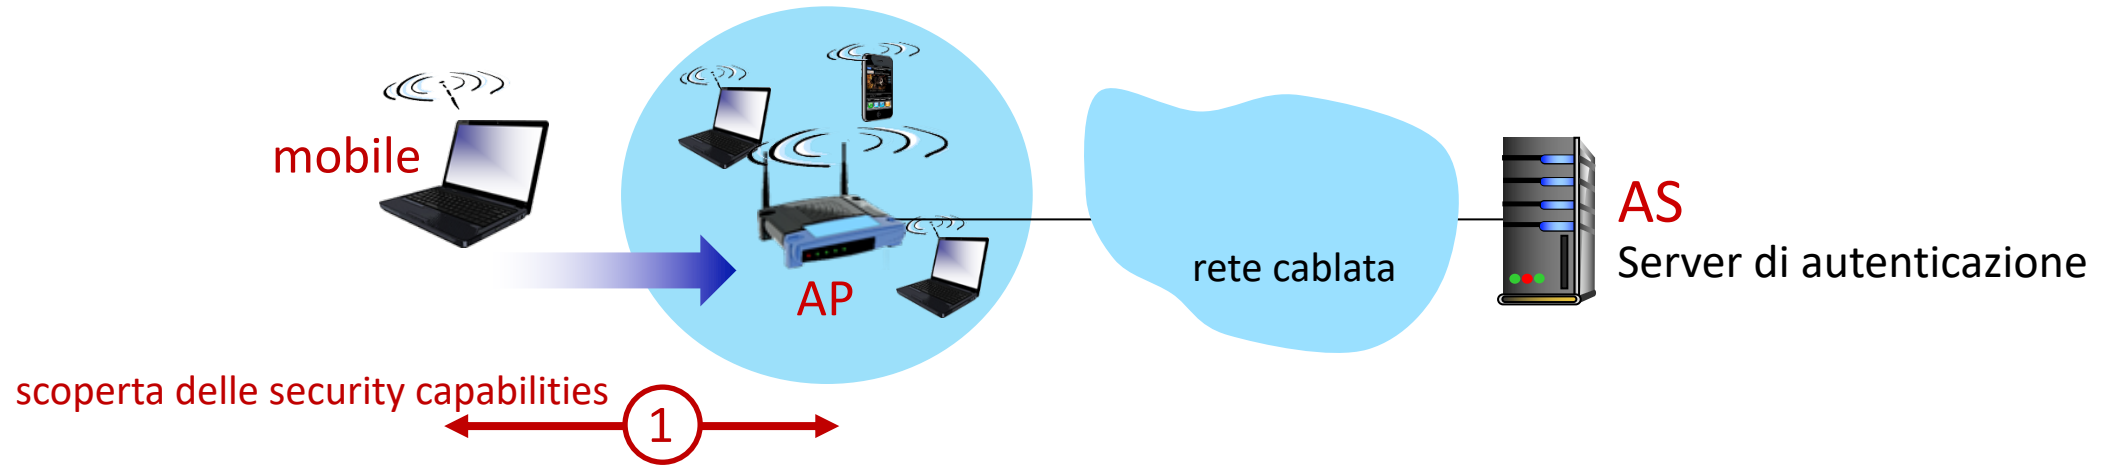 mobile
AP
rete cablata
AS
Server di autenticazione
scoperta delle security capabilities
1